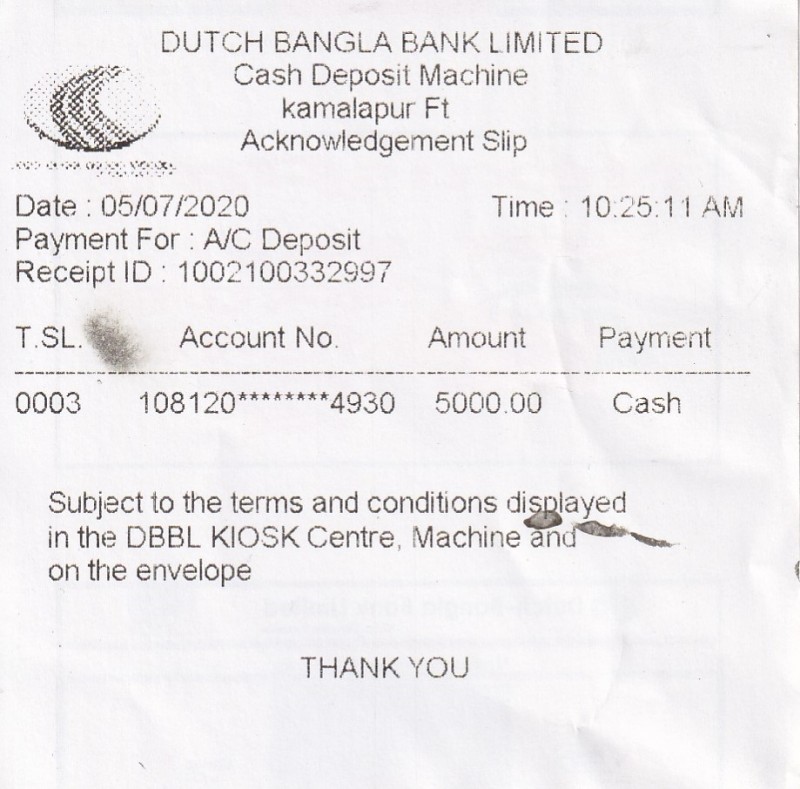 DUTCH BANGLA BANK LIMITED
Cash Deposit Machine
kamalapur Ft
Acknowledgement Slip
Date : 05/07/2020 Time : 10:25:11 AM
Payment For : A/C Deposit
Receipt ID : 1002100332997
T.SL. Account No. Amount Payment
0003 108120********4930 5000.00 Cash
Subject to the terms and conditions displayed
in the DBBL KIOSK Centre, Machine and
on the envelope
THANK YOU